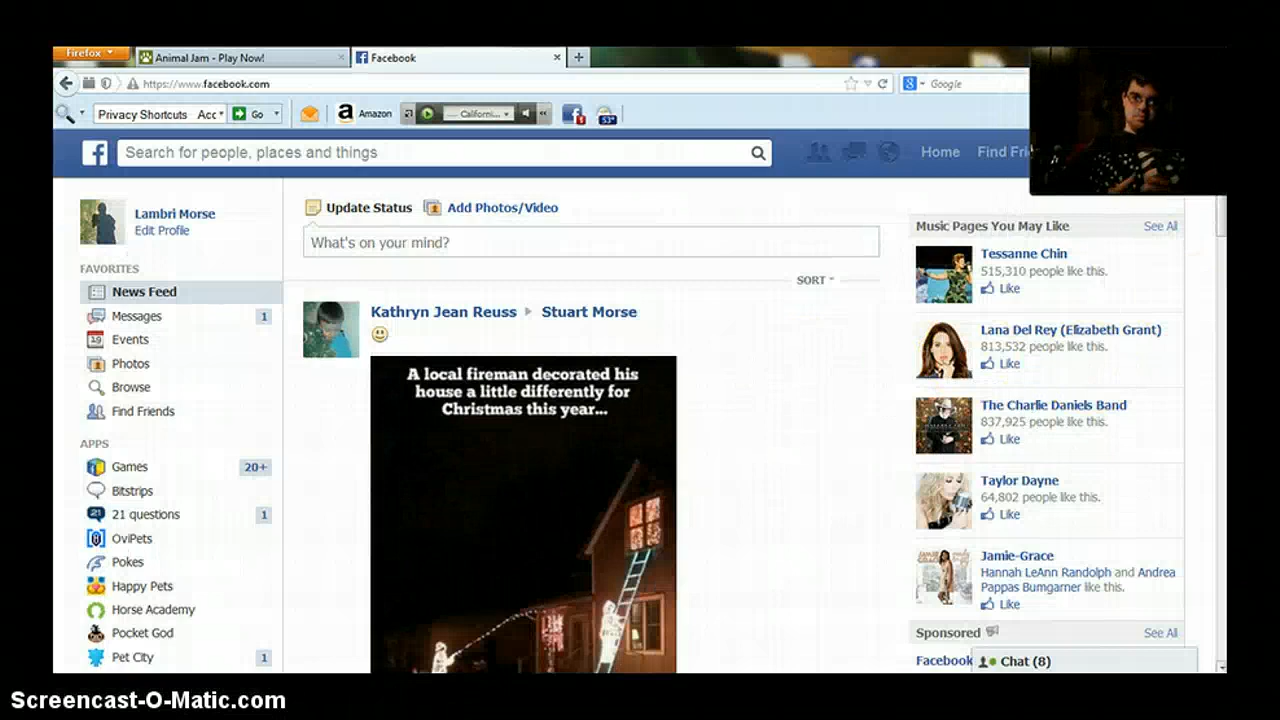 Firefox
Animal Jam - Play Now!
Facebook
https://www.facebook.com
Google
Privacy Shortcuts Acc
Go
Amazon
Californi...
1
53°
Search for people, places and things
Home Find Fri
Lambri Morse
Edit Profile
FAVORITES
News Feed
Messages 1
Events
Photos
Browse
Find Friends
APPS
Games 20+
Bitstrips
21 questions 1
OviPets
Pokes
Happy Pets
Horse Academy
Pocket God
Pet City 1
Update Status Add Photos/Video
What's on your mind?
SORT
Kathryn Jean Reuss Stuart Morse
A local fireman decorated his
house a little differently for
Christmas this year...
Music Pages You May Like See All
Tessanne Chin
515,310 people like this.
Like
Lana Del Rey (Elizabeth Grant)
813,532 people like this.
Like
The Charlie Daniels Band
837,925 people like this.
Like
Taylor Dayne
64,802 people like this.
Like
Jamie-Grace
Hannah LeAnn Randolph and Andrea
Pappas Bumgarner like this.
Like
Sponsored See All
Facebook
Chat (8)
Screencast-O-Matic.com